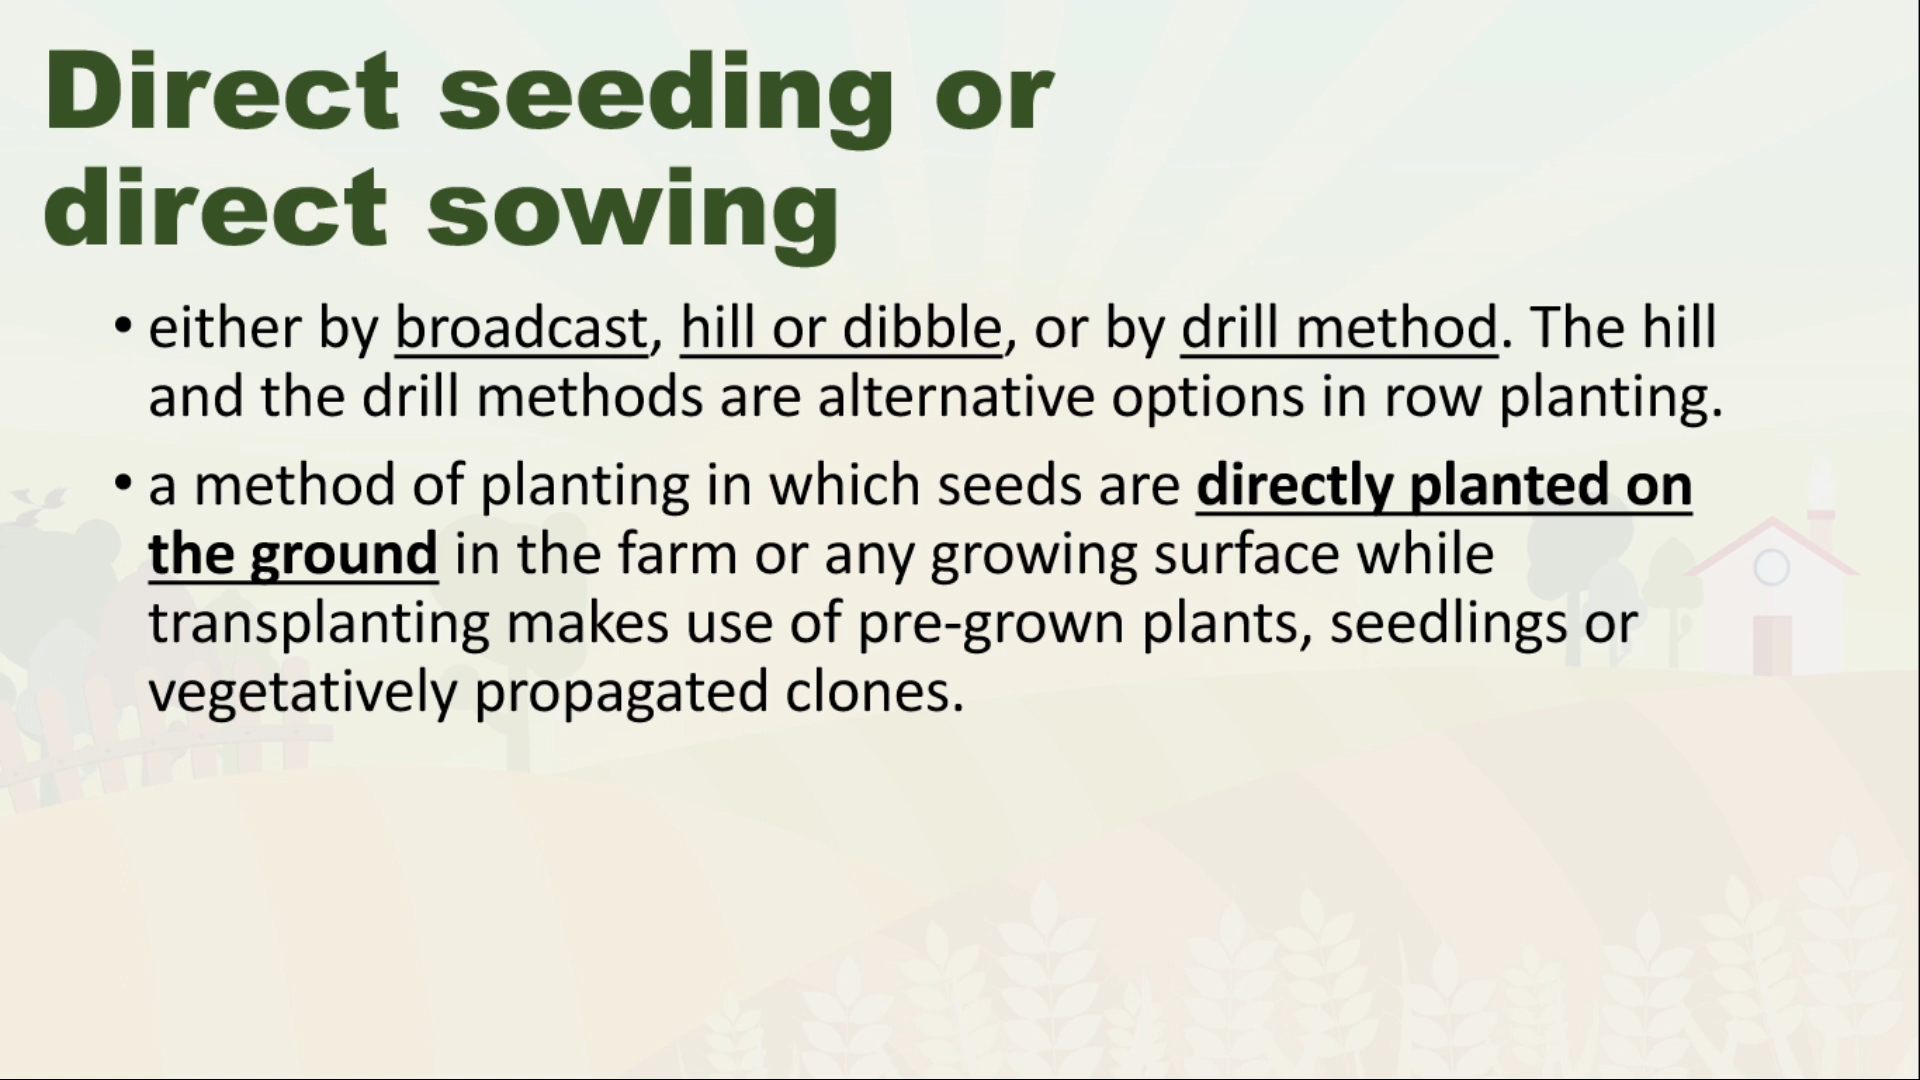 Direct seeding or
direct sowing
• either by broadcast, hill or dibble, or by drill method. The hill
and the drill methods are alternative options in row planting.
• a method of planting in which seeds are directly planted on
the ground in the farm or any growing surface while
transplanting makes use of pre-grown plants, seedlings or
vegetatively propagated clones.